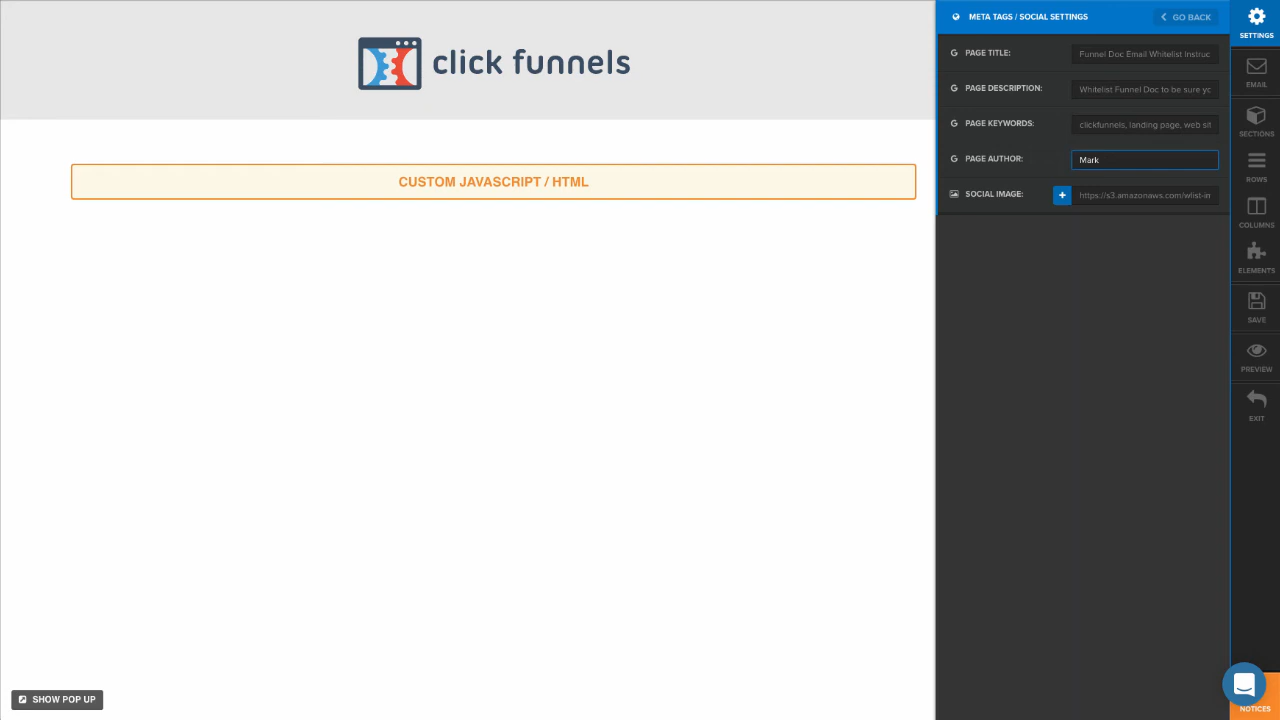 click funnels
CUSTOM JAVASCRIPT / HTML
SHOW POP UP
META TAGS / SOCIAL SETTINGS
GO BACK
PAGE TITLE:
Funnel Doc Email Whitelist Instruc
PAGE DESCRIPTION:
Whitelist Funnel Doc to be sure yc
PAGE KEYWORDS:
clickfunnels, landing page, web sit
PAGE AUTHOR:
Mark
SOCIAL IMAGE:
https://s3.amazonaws.com/wlist-in
SETTINGS
EMAIL
SECTIONS
ROWS
COLUMNS
ELEMENTS
SAVE
PREVIEW
EXIT
NOTICES